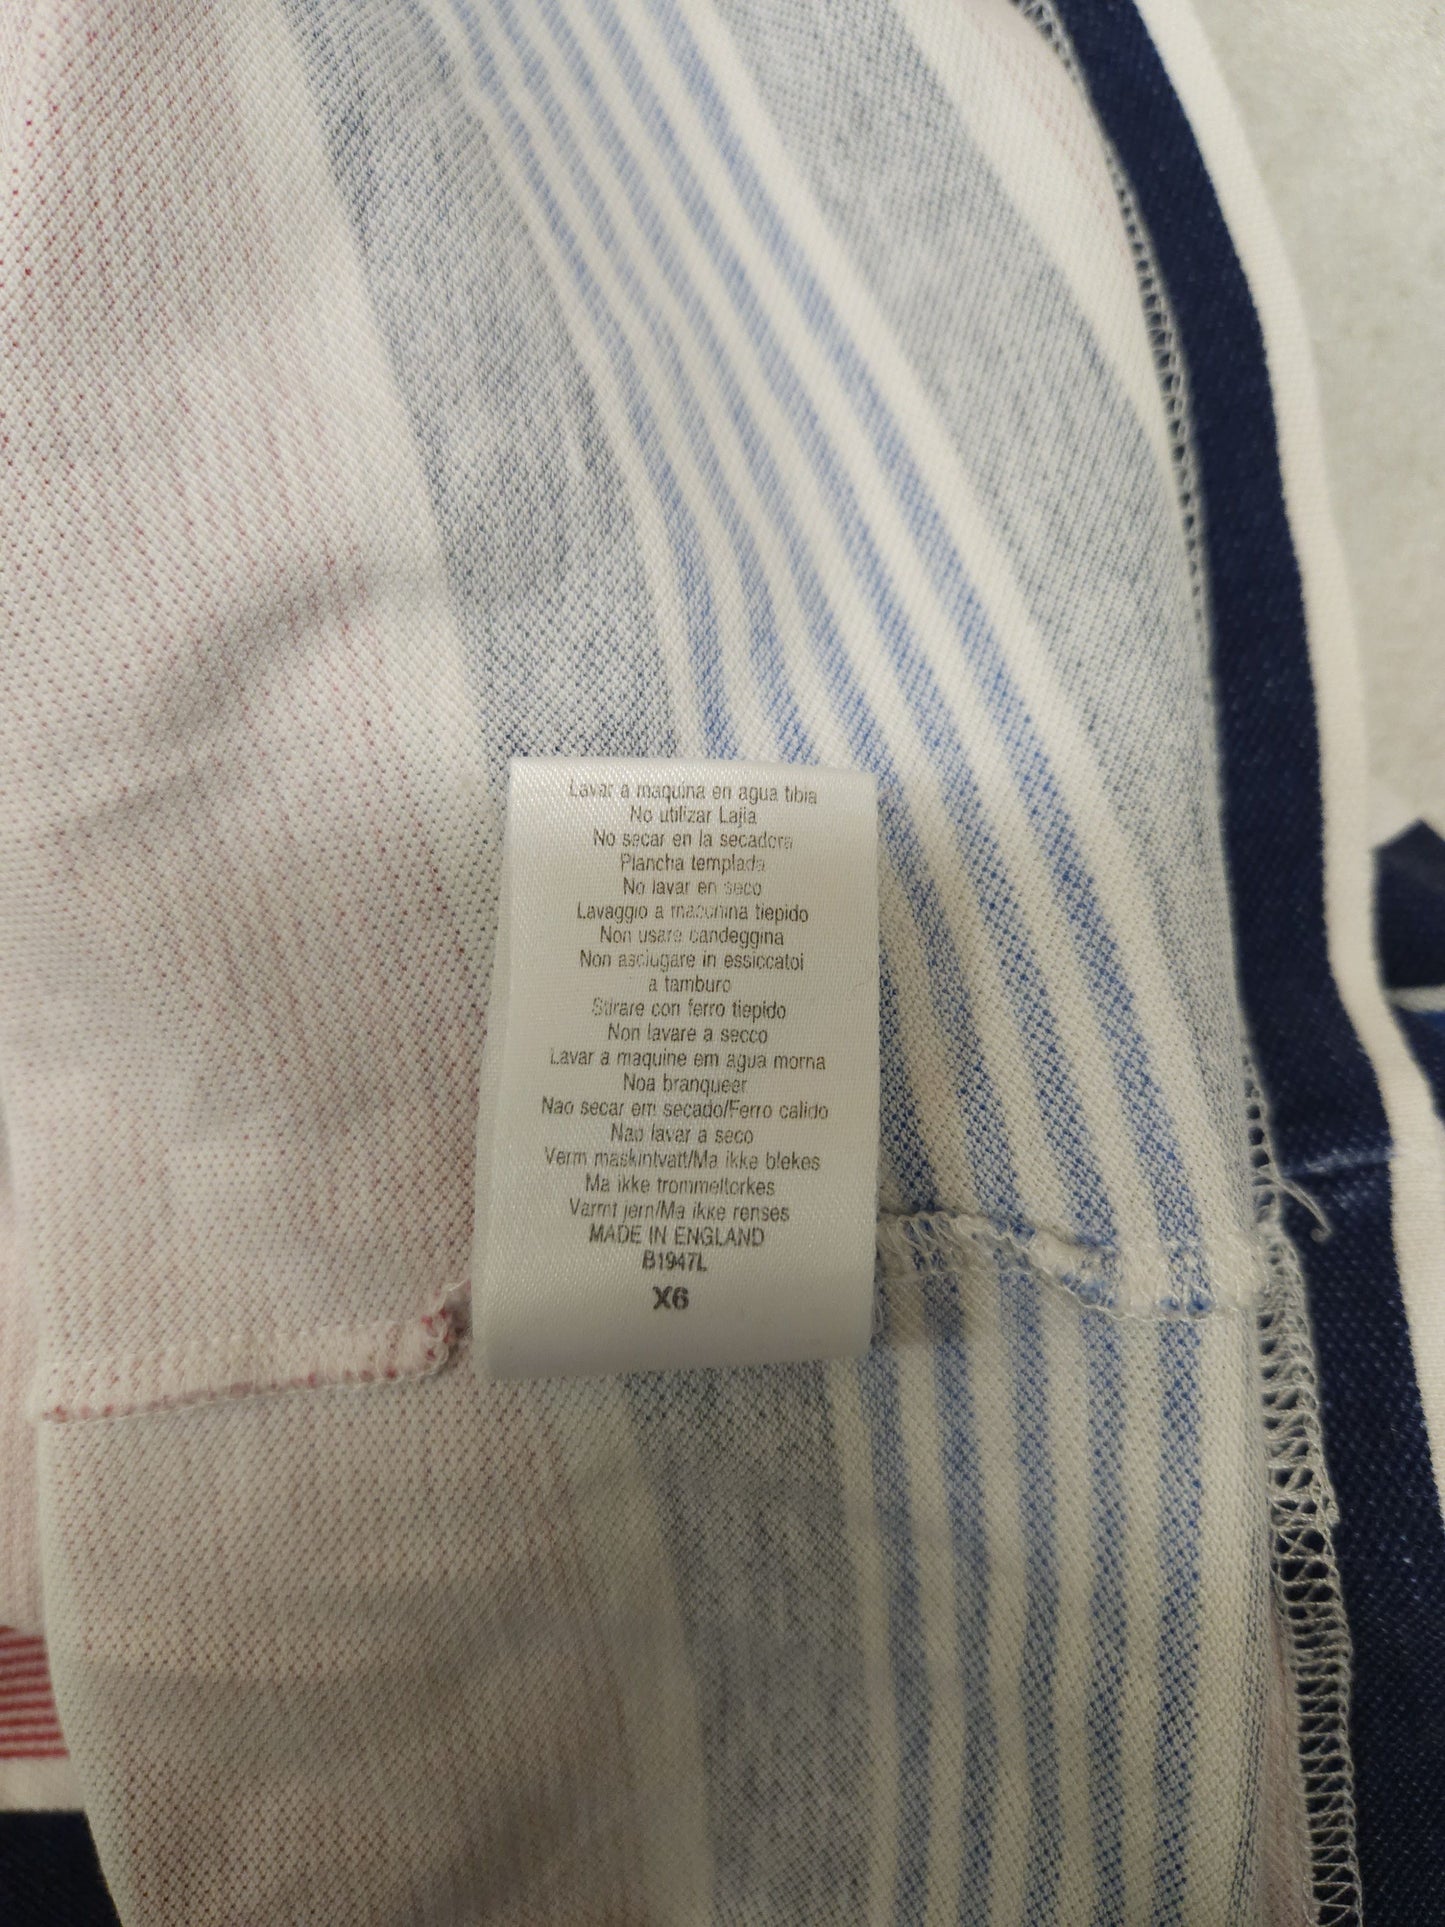 Lavar a maquina en agua tibia
No utilizar Lajia
No secar en la secadora
Plancha templada
No lavar en seco
Lavaggio a macchina tiepido
Non usare candeggina
Non asciugare in essiccatoi
a tamburo
Stirare con ferro tiepido
Non lavare a secco
Lavar a maquine em agua morna
Noa branqueer
Nao secar em secado/Ferro calido
Nao lavar a seco
Verm maskintvatt/Ma ikke blekes
Ma ikke trommeltorkes
Varmt jern/Ma ikke renses
MADE IN ENGLAND
B1947L
X6